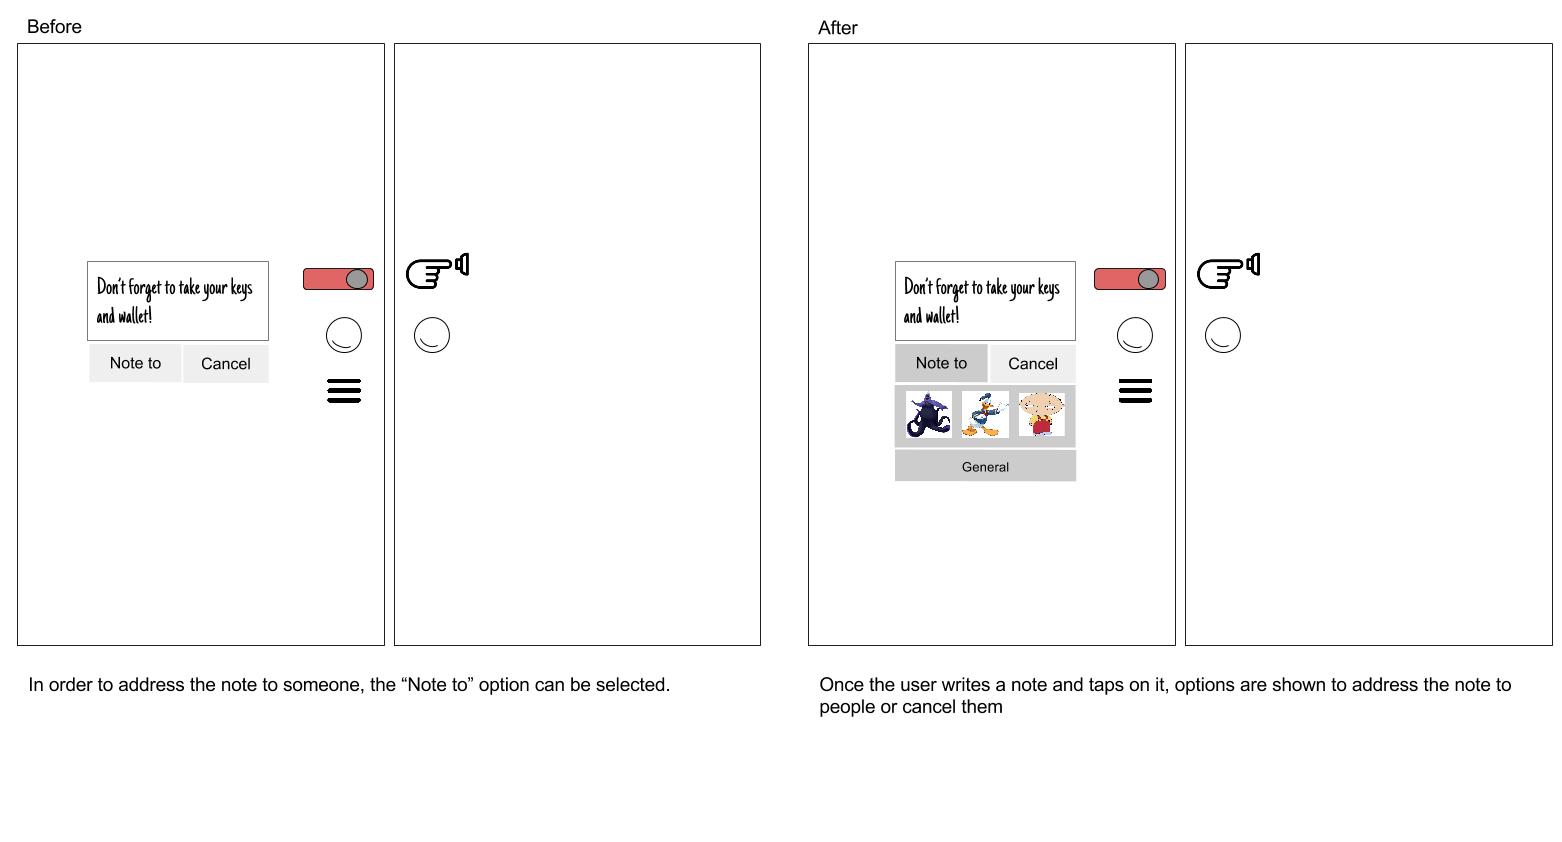 Before
Don't forget to take your keys
and wallet!
Note to
Cancel
In order to address the note to someone, the “Note to” option can be selected.
After
Don't forget to take your keys
and wallet!
Note to
Cancel
General
Once the user writes a note and taps on it, options are shown to address the note to
people or cancel them